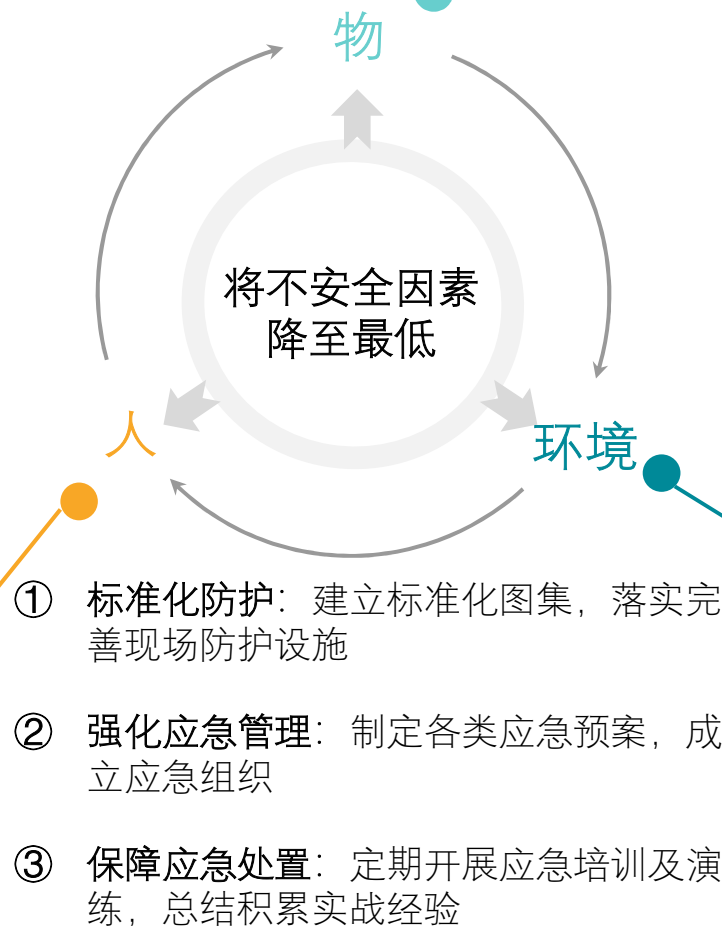 物
将不安全因素
降至最低
人
环境
① 标准化防护：建立标准化图集，落实完
善现场防护设施
② 强化应急管理：制定各类应急预案，成
立应急组织
③ 保障应急处置：定期开展应急培训及演
练，总结积累实战经验